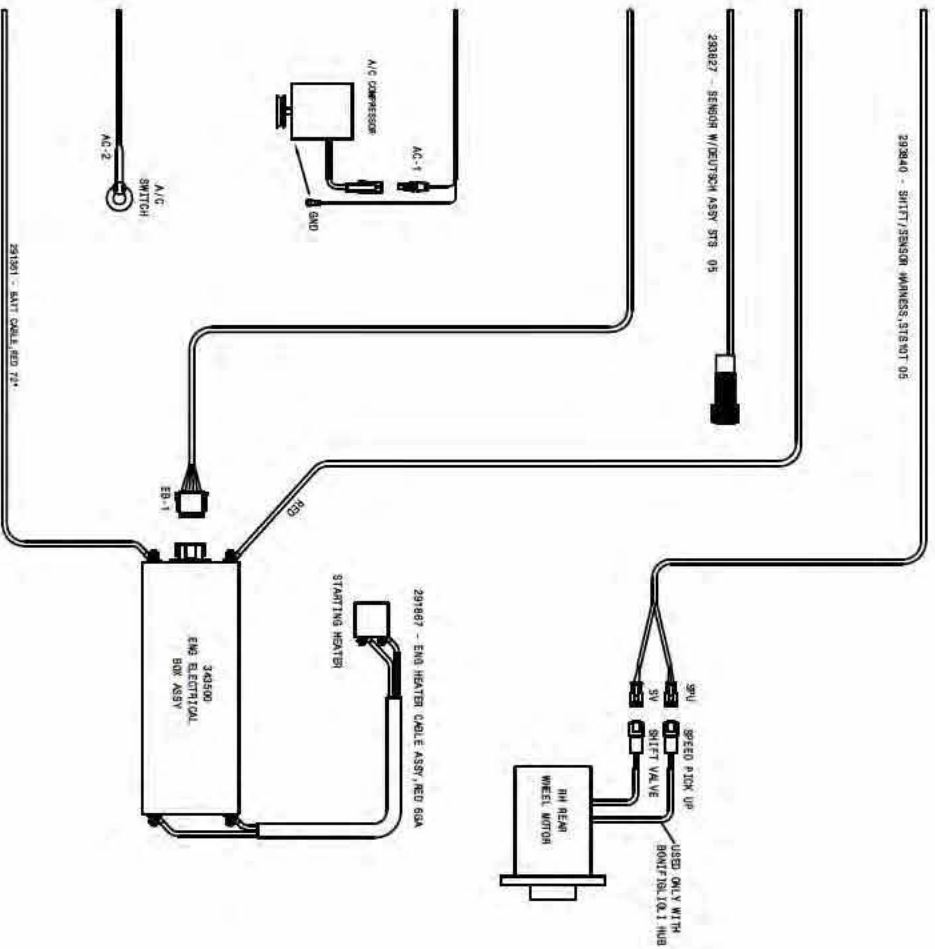 293840 - SHIFT/SENSOR HARNESS,STS10T 05
293827 - SENSOR W/DEUTSCH ASSY STS 05
A/C COMPRESSOR
AC-1
GND
A/C
SWITCH
AC-2
291361 - BATT CABLE,RED 72"
EB-1
RED
343500
ENG ELECTRICAL
BOX ASSY
291867 - ENG HEATER CABLE ASSY,RED 6GA
STARTING HEATER
SPU
SPEED PICK UP
SV
SHIFT VALVE
RH REAR
WHEEL MOTOR
USED ONLY WITH
BONIFIGLIOLI HUB